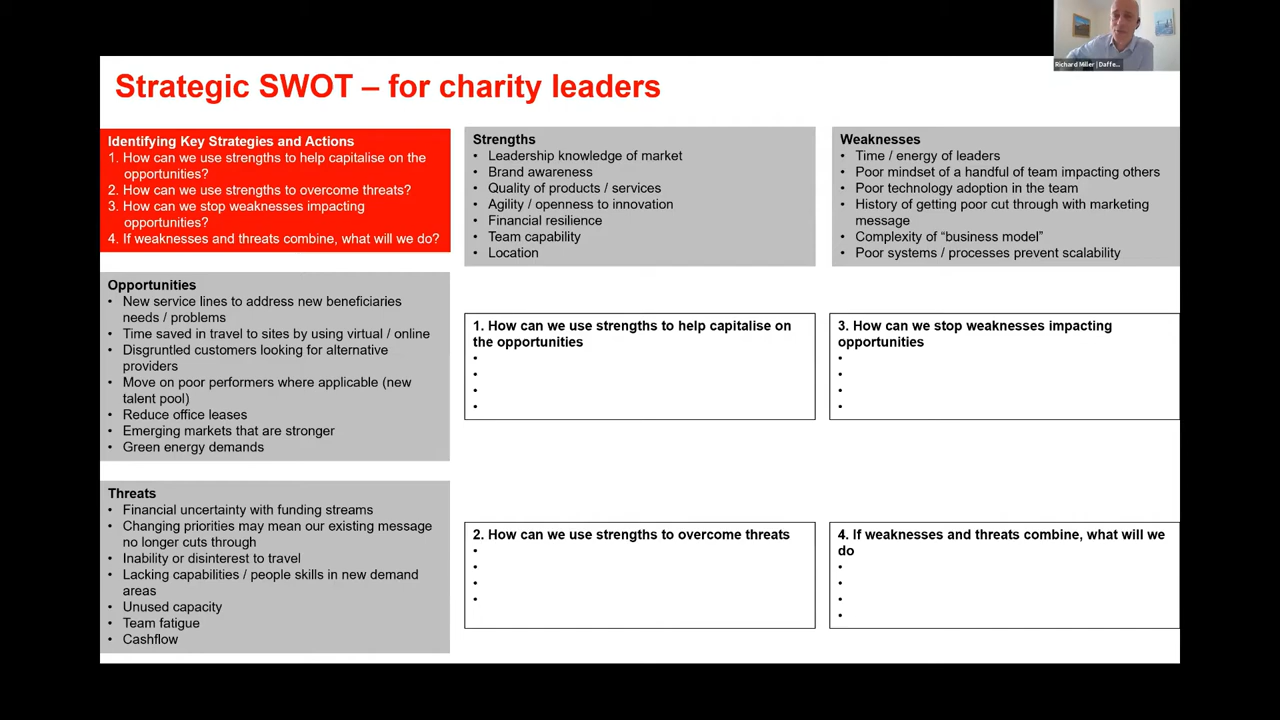 Richard Miller | Daffe...
Strategic SWOT – for charity leaders
Identifying Key Strategies and Actions
1. How can we use strengths to help capitalise on the
opportunities?
2. How can we use strengths to overcome threats?
3. How can we stop weaknesses impacting
opportunities?
4. If weaknesses and threats combine, what will we do?
Strengths
• Leadership knowledge of market
• Brand awareness
• Quality of products / services
• Agility / openness to innovation
• Financial resilience
• Team capability
• Location
Weaknesses
• Time / energy of leaders
• Poor mindset of a handful of team impacting others
• Poor technology adoption in the team
• History of getting poor cut through with marketing
message
• Complexity of “business model”
• Poor systems / processes prevent scalability
Opportunities
• New service lines to address new beneficiaries
needs / problems
• Time saved in travel to sites by using virtual / online
• Disgruntled customers looking for alternative
providers
• Move on poor performers where applicable (new
talent pool)
• Reduce office leases
• Emerging markets that are stronger
• Green energy demands
1. How can we use strengths to help capitalise on
the opportunities
•
•
•
•
3. How can we stop weaknesses impacting
opportunities
•
•
•
•
Threats
• Financial uncertainty with funding streams
• Changing priorities may mean our existing message
no longer cuts through
• Inability or disinterest to travel
• Lacking capabilities / people skills in new demand
areas
• Unused capacity
• Team fatigue
• Cashflow
2. How can we use strengths to overcome threats
•
•
•
•
4. If weaknesses and threats combine, what will we
do
•
•
•
•